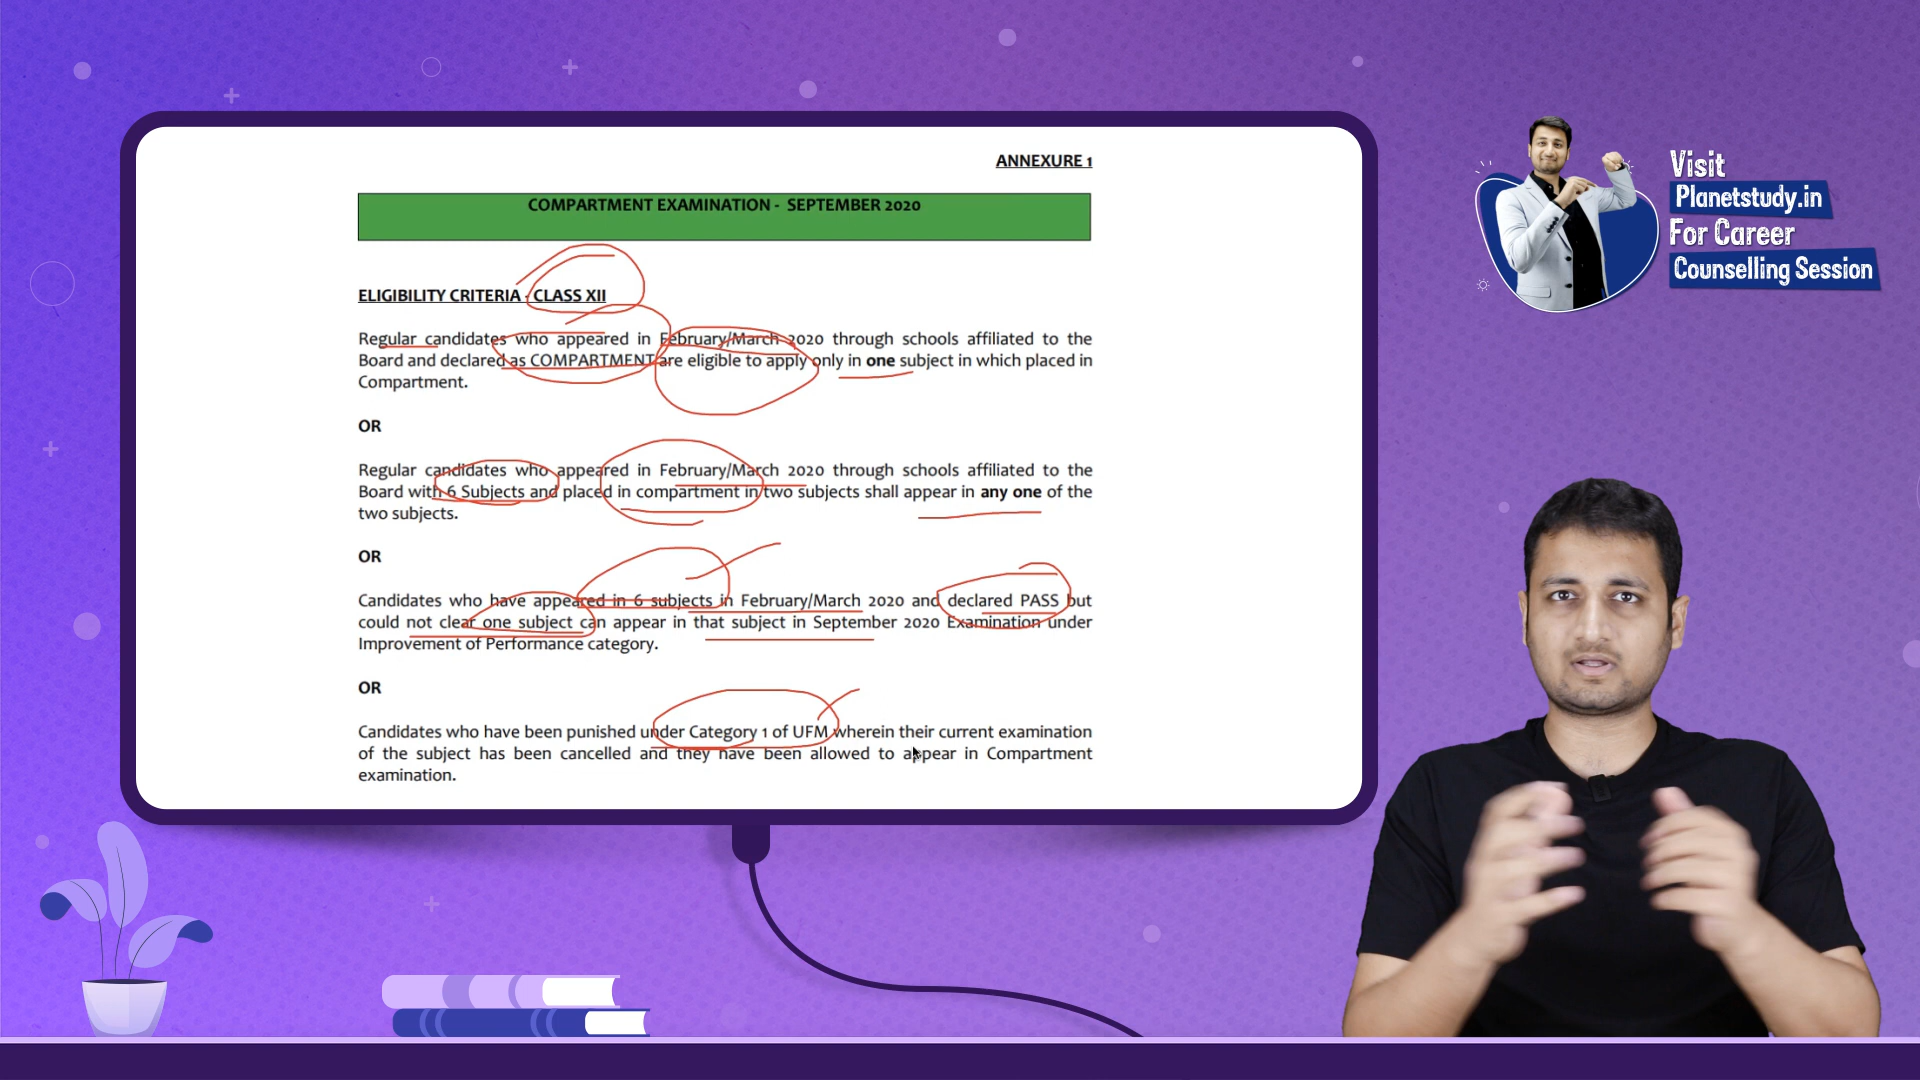 ANNEXURE 1
COMPARTMENT EXAMINATION - SEPTEMBER 2020
ELIGIBILITY CRITERIA - CLASS XII
Regular candidates who appeared in February/March 2020 through schools affiliated to the
Board and declared as COMPARTMENT are eligible to apply only in one subject in which placed in
Compartment.
OR
Regular candidates who appeared in February/March 2020 through schools affiliated to the
Board with 6 Subjects and placed in compartment in two subjects shall appear in any one of the
two subjects.
OR
Candidates who have appeared in 6 subjects in February/March 2020 and declared PASS but
could not clear one subject can appear in that subject in September 2020 Examination under
Improvement of Performance category.
OR
Candidates who have been punished under Category 1 of UFM wherein their current examination
of the subject has been cancelled and they have been allowed to appear in Compartment
examination.
Visit
Planetstudy.in
For Career
Counselling Session